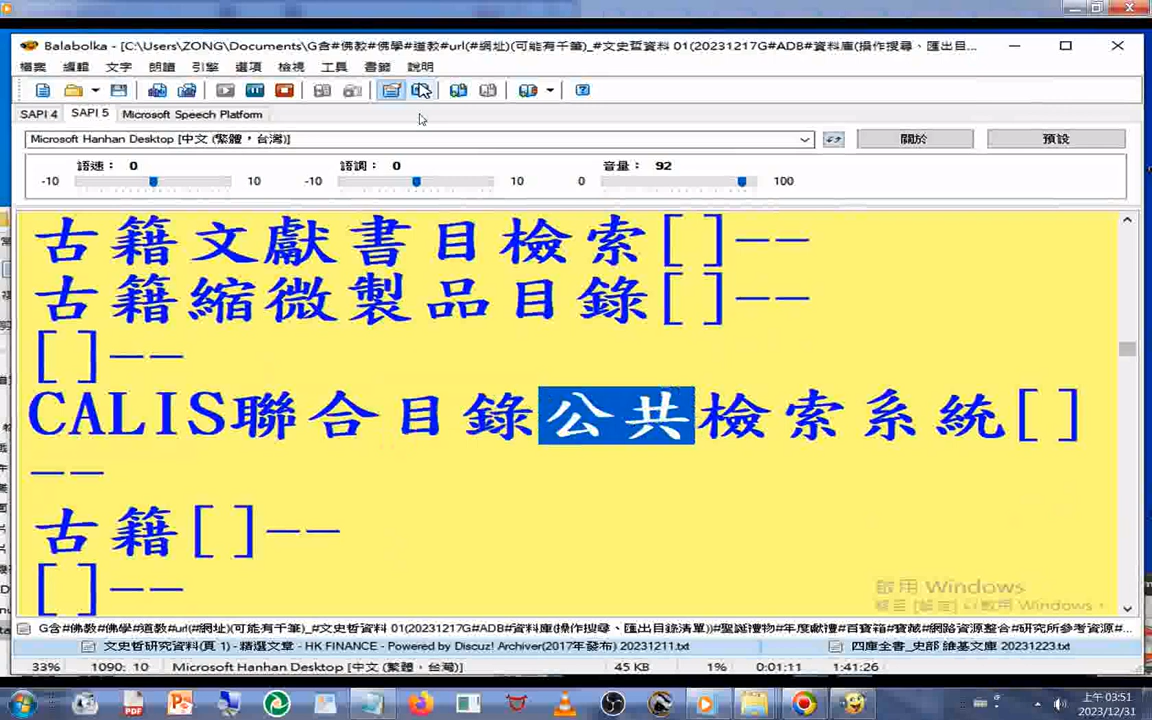 Balabolka - [C:\Users\ZONG\Documents\G含#佛教#佛學#道教#url(#網址)(可能有千筆)_#文史哲資料 01(20231217G#ADB#資料庫(操作搜尋、匯出目...
檔案 編輯 文字 朗讀 引擎 選項 檢視 工具 書籤 說明
SAPI 4 SAPI 5 Microsoft Speech Platform
Microsoft Hanhan Desktop [中文 (繁體，台灣)] 關於 預設
語速： 0 語調： 0 音量： 92
-10 10 -10 10 0 100
古籍文獻書目檢索[]--
古籍縮微製品目錄[]--
[]--
CALIS聯合目錄公共檢索系統[]
--
古籍[]--
[]--
啟用 Windows
G含#佛教#佛學#道教#url(#網址)(可能有千筆)_#文史哲資料 01(20231217G#ADB#資料庫(操作搜尋、匯出目錄清單))#聖誕禮物#年度獻禮#百寶箱#寶藏#網路資源整合#研究所參考資源#...
文史哲研究資料(頁 1) - 精選文章 - HK FINANCE - Powered by Discuz! Archiver(2017年發布) 20231211.txt 四庫全書_史部 維基文庫 20231223.txt
33% 1090: 10 Microsoft Hanhan Desktop [中文 (繁體，台灣)] 45 KB 1% 0:01:11 1:41:26
上午 03:51
2023/12/31